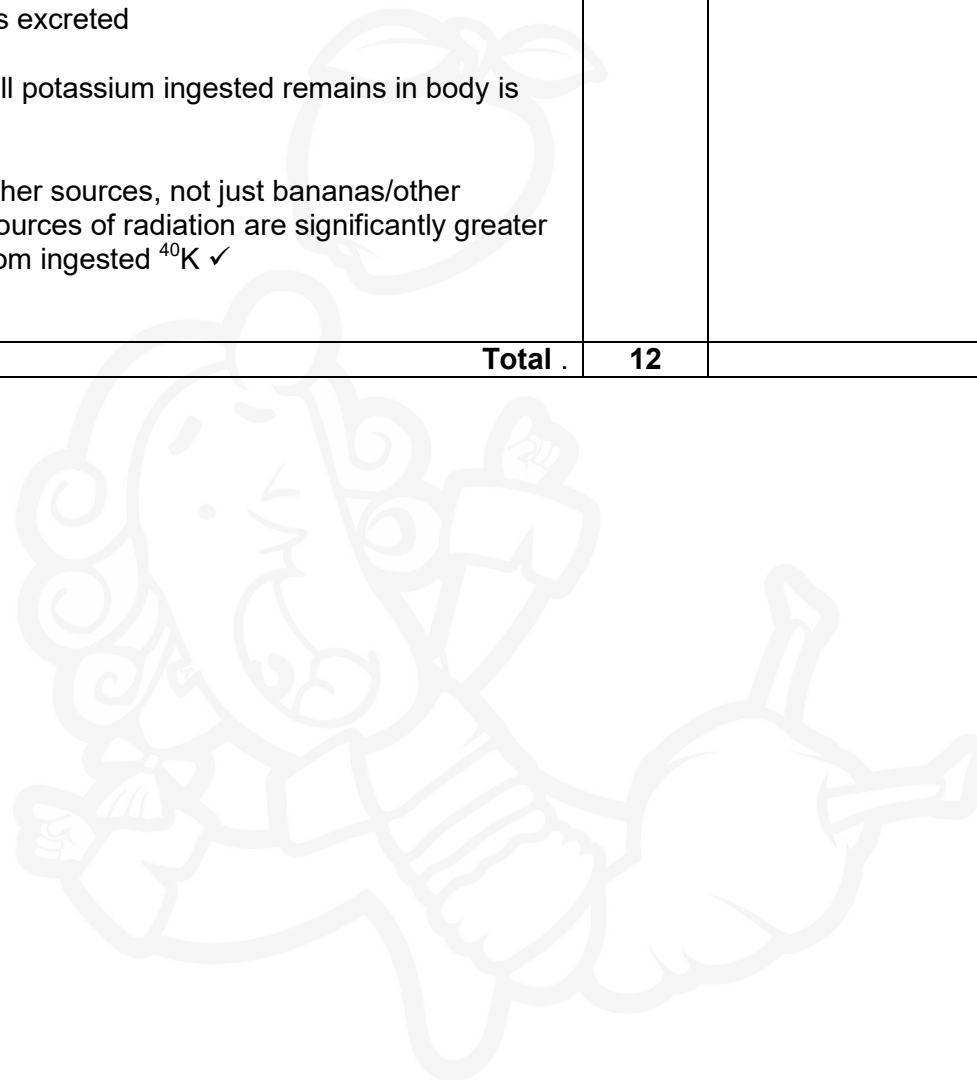 s excreted
ll potassium ingested remains in body is
her sources, not just bananas/other
ources of radiation are significantly greater
om ingested ⁴⁰K ✓
Total . 12